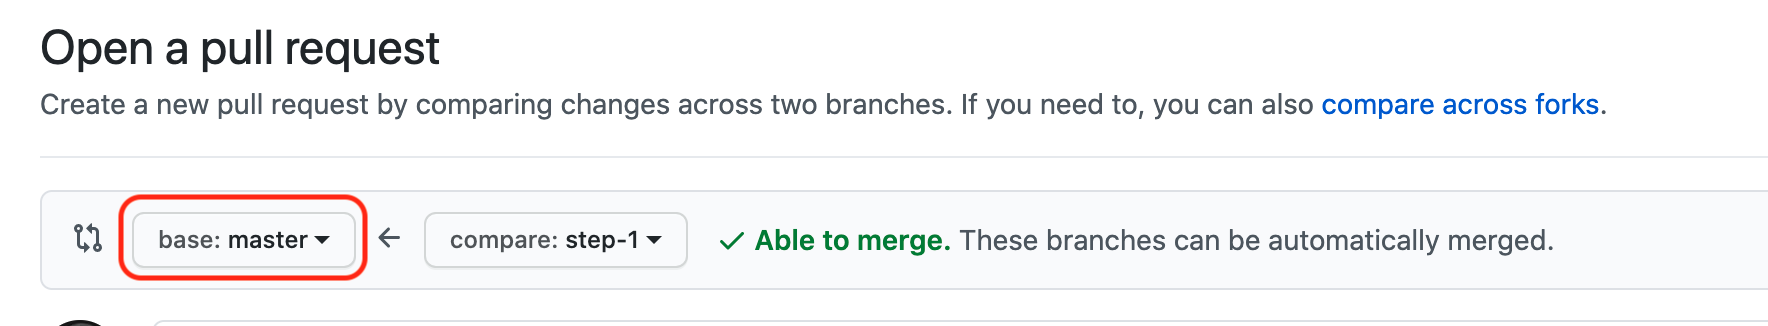 Open a pull request
Create a new pull request by comparing changes across two branches. If you need to, you can also compare across forks.
base: master compare: step-1 Able to merge. These branches can be automatically merged.